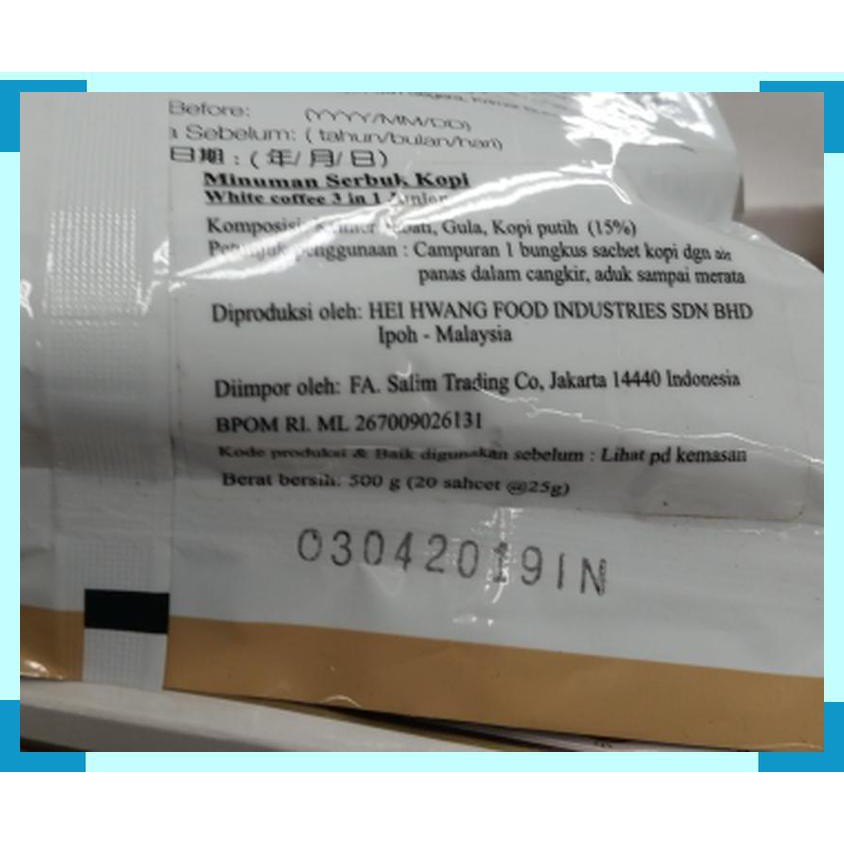 Before: (YYYY/MM/DD)
Sebelum: ( tahun/bulan/hari)
日期 : ( 年/ 月/ 日 )
Minuman Serbuk Kopi
White coffee 3 in 1 Junior
Komposisi: Gula, Kopi putih (15%)
Petunjuk penggunaan : Campuran 1 bungkus sachet kopi dgn air
panas dalam cangkir, aduk sampai merata
Diproduksi oleh: HEI HWANG FOOD INDUSTRIES SDN BHD
Ipoh - Malaysia
Diimpor oleh: FA. Salim Trading Co, Jakarta 14440 Indonesia
BPOM RI. ML 267009026131
Kode produksi & Baik digunakan sebelum : Lihat pd kemasan
Berat bersih: 500 g (20 sahcet @25g)
03042019IN